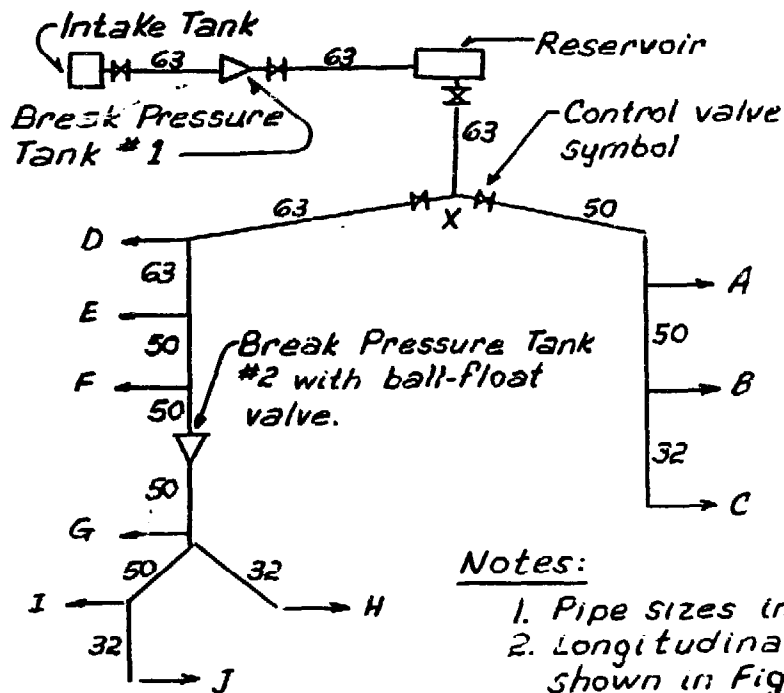 Intake Tank
63
63
Reservoir
Break Pressure
Tank #1
63
Control valve
symbol
63
X
50
D
63
A
E
50
50
Break Pressure Tank
#2 with ball-float
valve.
F
50
B
32
50
G
C
50
32
I
H
32
J
Notes:
1. Pipe sizes in
2. Longitudina
shown in Fig